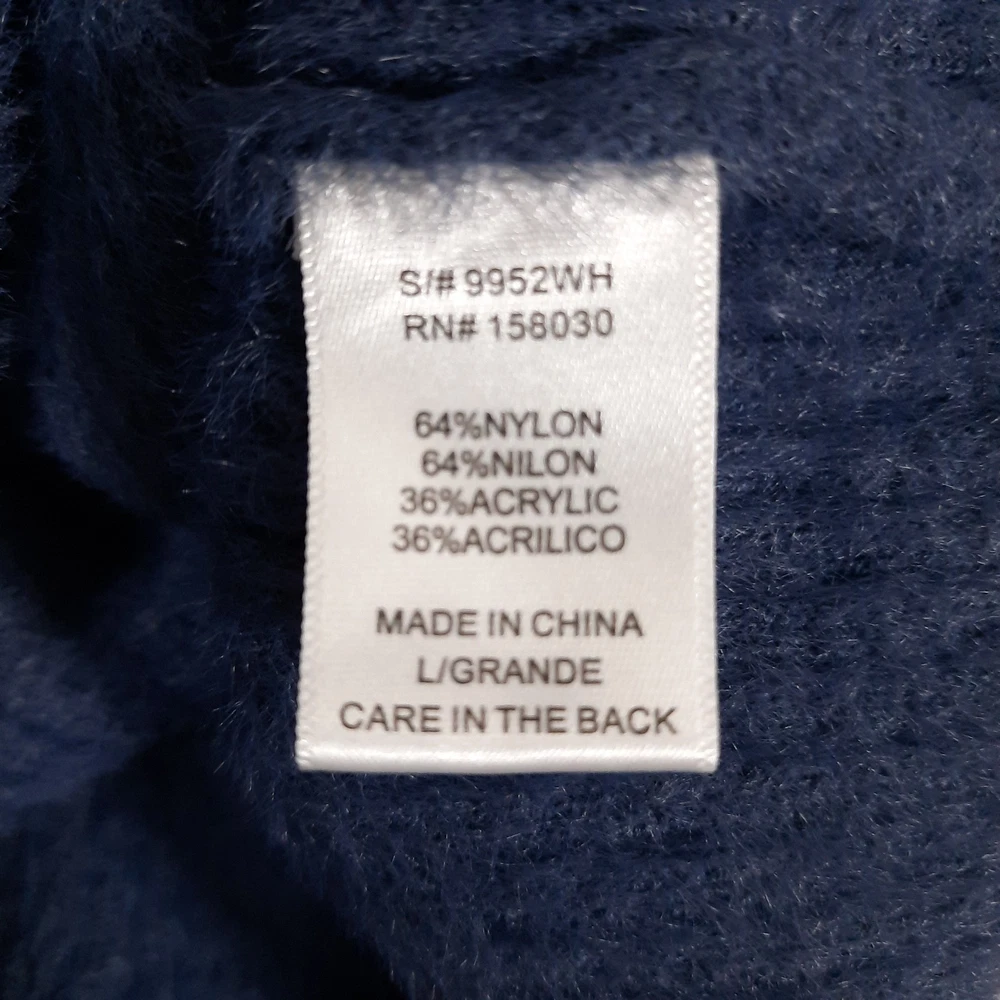 S/# 9952WH
RN# 158030
64%NYLON
64%NILON
36%ACRYLIC
36%ACRILICO
MADE IN CHINA
L/GRANDE
CARE IN THE BACK